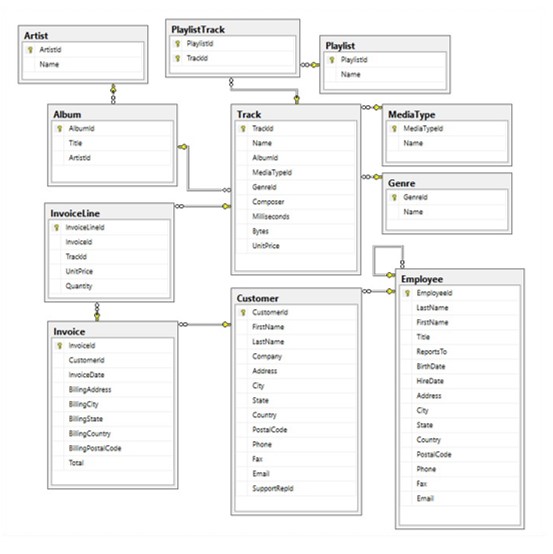 Artist
ArtistId
Name
PlaylistTrack
PlaylistId
TrackId
Playlist
PlaylistId
Name
Album
AlbumId
Title
ArtistId
Track
TrackId
Name
AlbumId
MediaTypeId
GenreId
Composer
Milliseconds
Bytes
UnitPrice
MediaType
MediaTypeId
Name
Genre
GenreId
Name
InvoiceLine
InvoiceLineId
InvoiceId
TrackId
UnitPrice
Quantity
Invoice
InvoiceId
CustomerId
InvoiceDate
BillingAddress
BillingCity
BillingState
BillingCountry
BillingPostalCode
Total
Customer
CustomerId
FirstName
LastName
Company
Address
City
State
Country
PostalCode
Phone
Fax
Email
SupportRepId
Employee
EmployeeId
LastName
FirstName
Title
ReportsTo
BirthDate
HireDate
Address
City
State
Country
PostalCode
Phone
Fax
Email